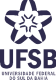 UFSB
UNIVERSIDADE FEDERAL
DO SUL DA BAHIA